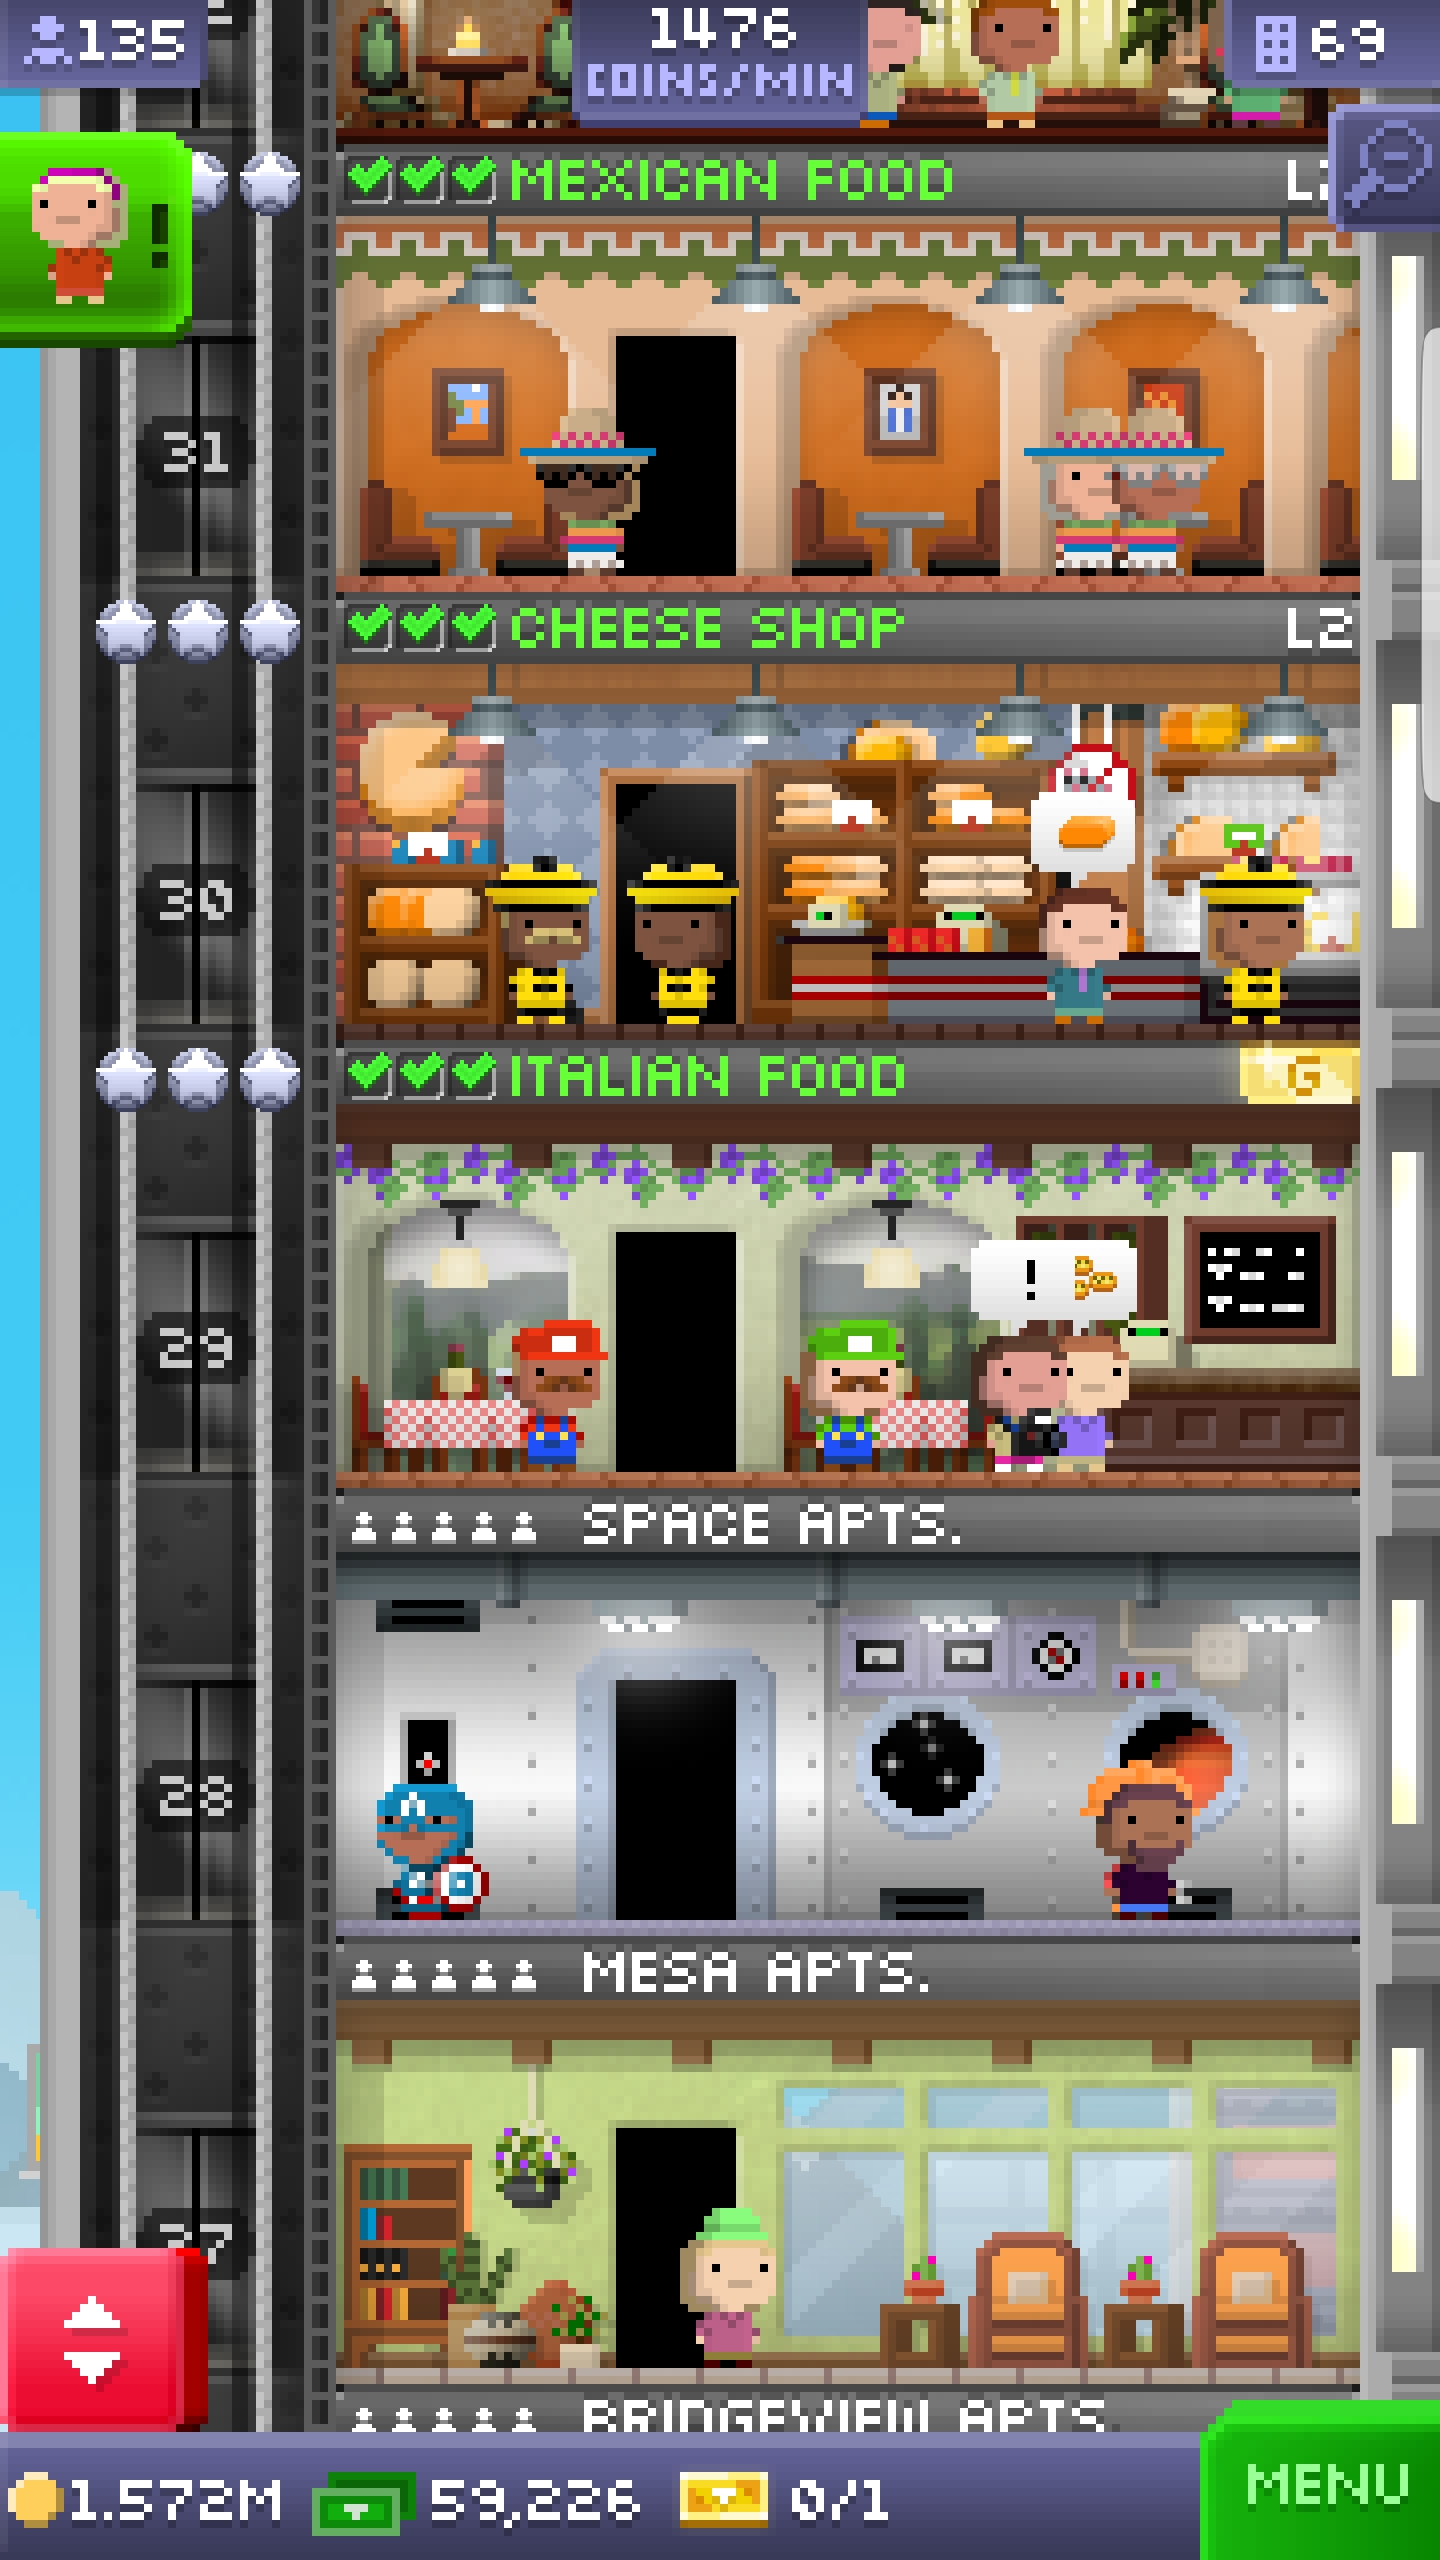 135
1476
COINS/MIN
69
!
MEXICAN FOOD
31
CHEESE SHOP
L2
30
ITALIAN FOOD
G
29
!
SPACE APTS.
28
A
MESA APTS.
27
BRIDGEVIEW APTS.
1.572M
59,226
0/1
MENU